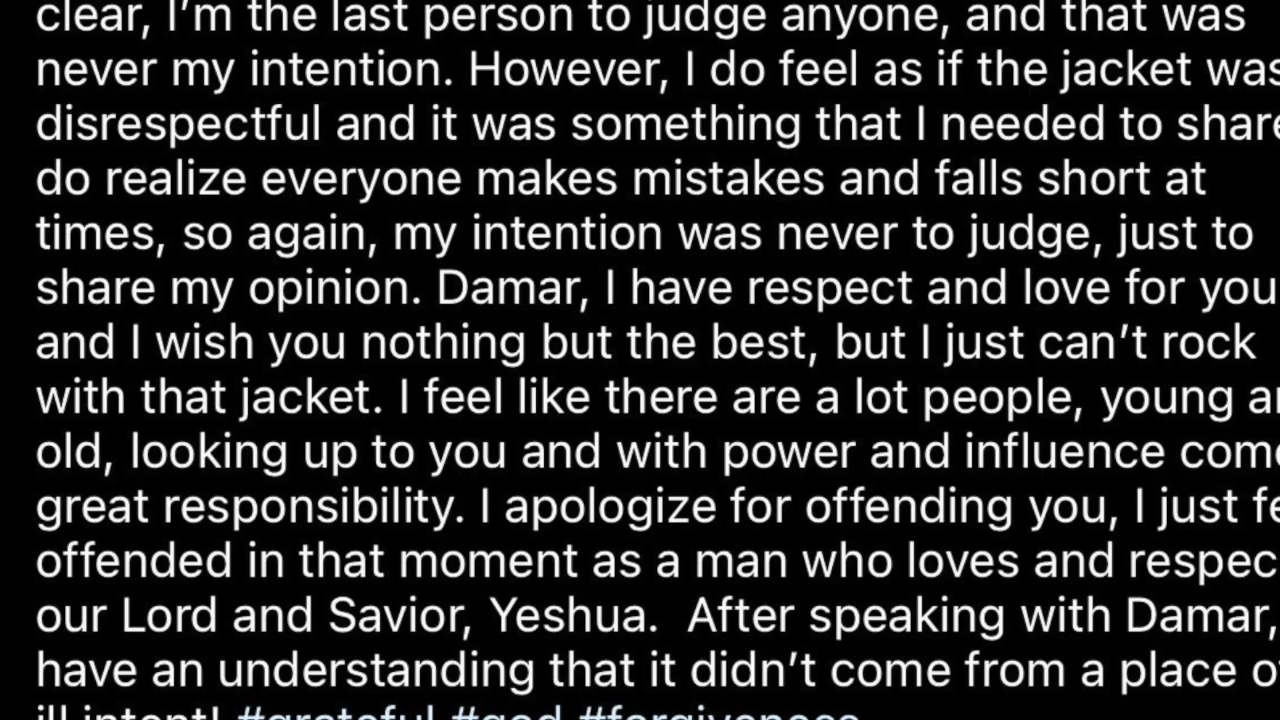 clear, I'm the last person to judge anyone, and that was
never my intention. However, I do feel as if the jacket was
disrespectful and it was something that I needed to share
do realize everyone makes mistakes and falls short at
times, so again, my intention was never to judge, just to
share my opinion. Damar, I have respect and love for you
and I wish you nothing but the best, but I just can't rock
with that jacket. I feel like there are a lot people, young
old, looking up to you and with power and influence
great responsibility. I apologize for offending you, I just
offended in that moment as a man who loves and
our Lord and Savior, Yeshua.  After speaking with Damar,
have an understanding that it didn't come from a place
ill intent! #grateful #god #forgiveness